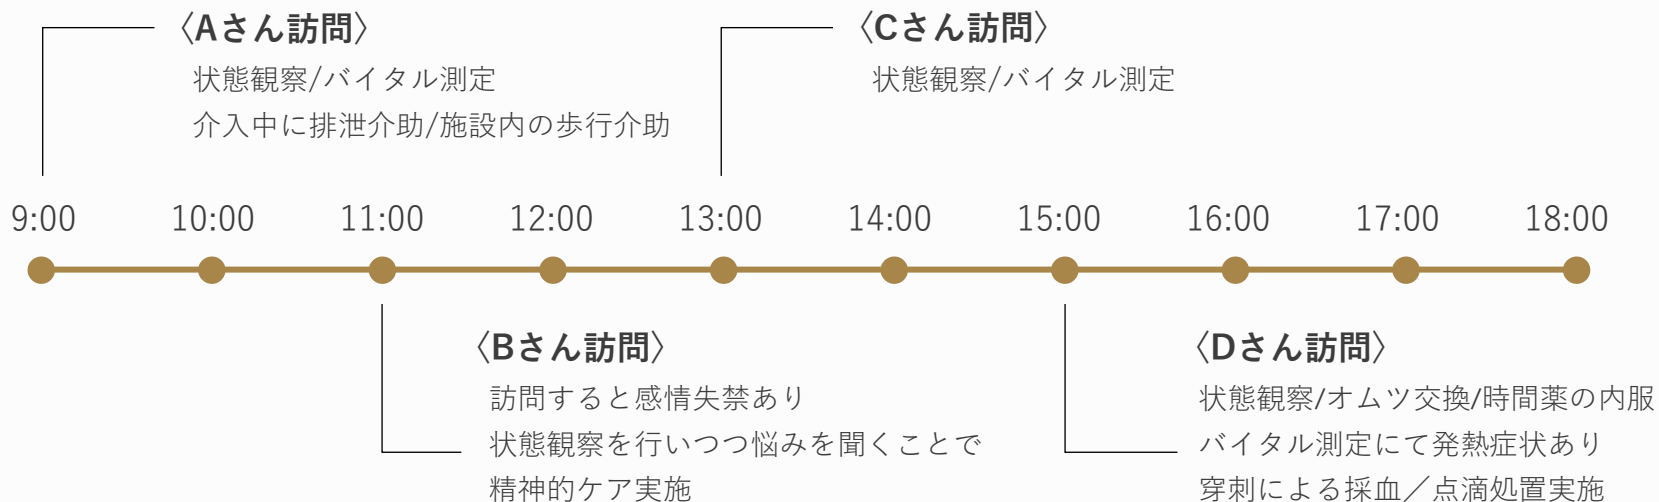 〈Aさん訪問〉
状態観察/バイタル測定
介入中に排泄介助/施設内の歩行介助
〈Cさん訪問〉
状態観察/バイタル測定
9:00 10:00 11:00 12:00 13:00 14:00 15:00 16:00 17:00 18:00
〈Bさん訪問〉
訪問すると感情失禁あり
状態観察を行いつつ悩みを聞くことで
精神的ケア実施
〈Dさん訪問〉
状態観察/オムツ交換/時間薬の内服
バイタル測定にて発熱症状あり
穿刺による採血／点滴処置実施